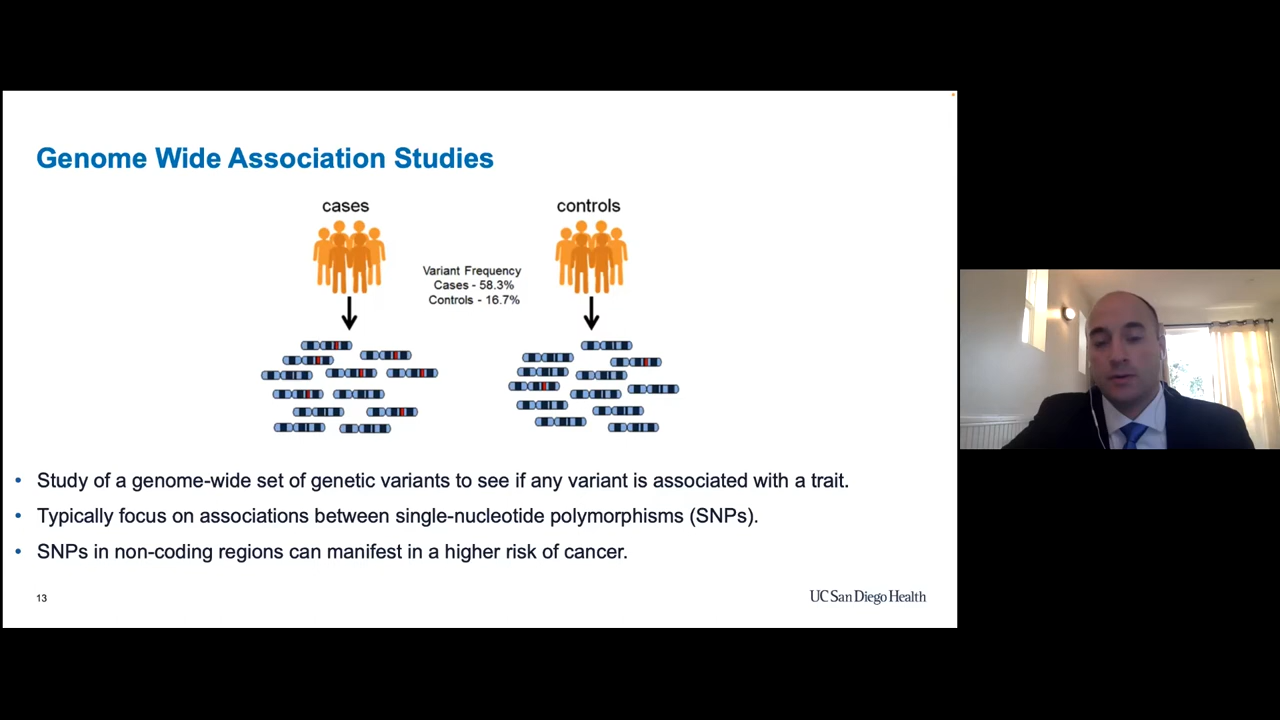 Genome Wide Association Studies
cases
controls
Variant Frequency
Cases - 58.3%
Controls - 16.7%
• Study of a genome-wide set of genetic variants to see if any variant is associated with a trait.
• Typically focus on associations between single-nucleotide polymorphisms (SNPs).
• SNPs in non-coding regions can manifest in a higher risk of cancer.
13
UC San Diego Health